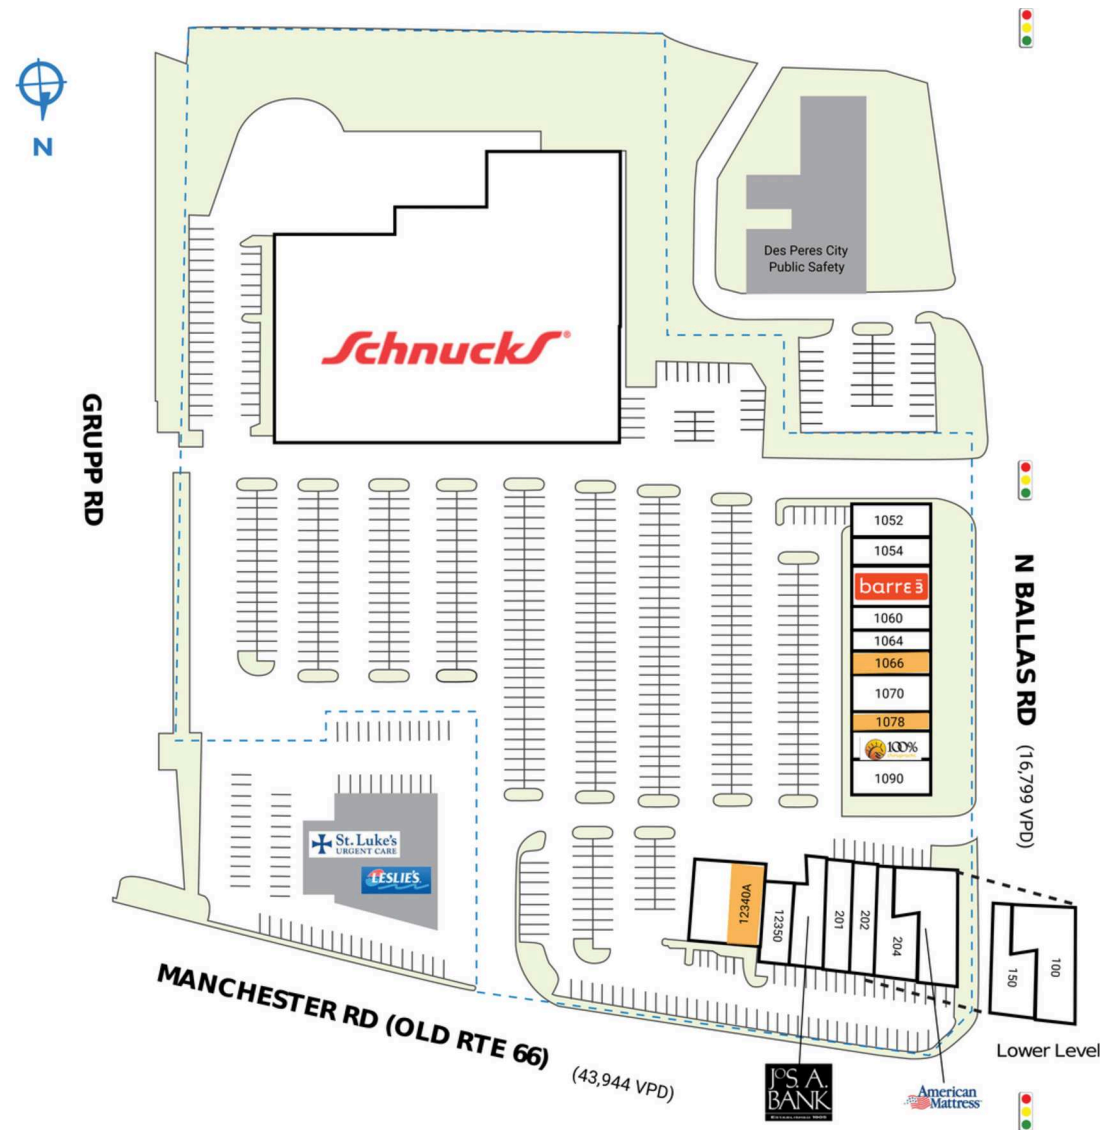 N
Des Peres City
Public Safety
Schnucks®
GRUPP RD
N BALLAS RD
(16,799 VPD)
1052
1054
barre3
1060
1064
1066
1070
1078
100%
1090
St. Luke's
URGENT CARE
LESLIE'S
12340A
12350
201
202
204
150
100
Lower Level
MANCHESTER RD (OLD RTE 66)
(43,944 VPD)
JoS. A.
BANK
American
Mattress